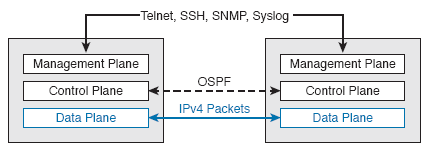 Telnet, SSH, SNMP, Syslog
Management Plane
Management Plane
Control Plane
OSPF
Control Plane
Data Plane
IPv4 Packets
Data Plane